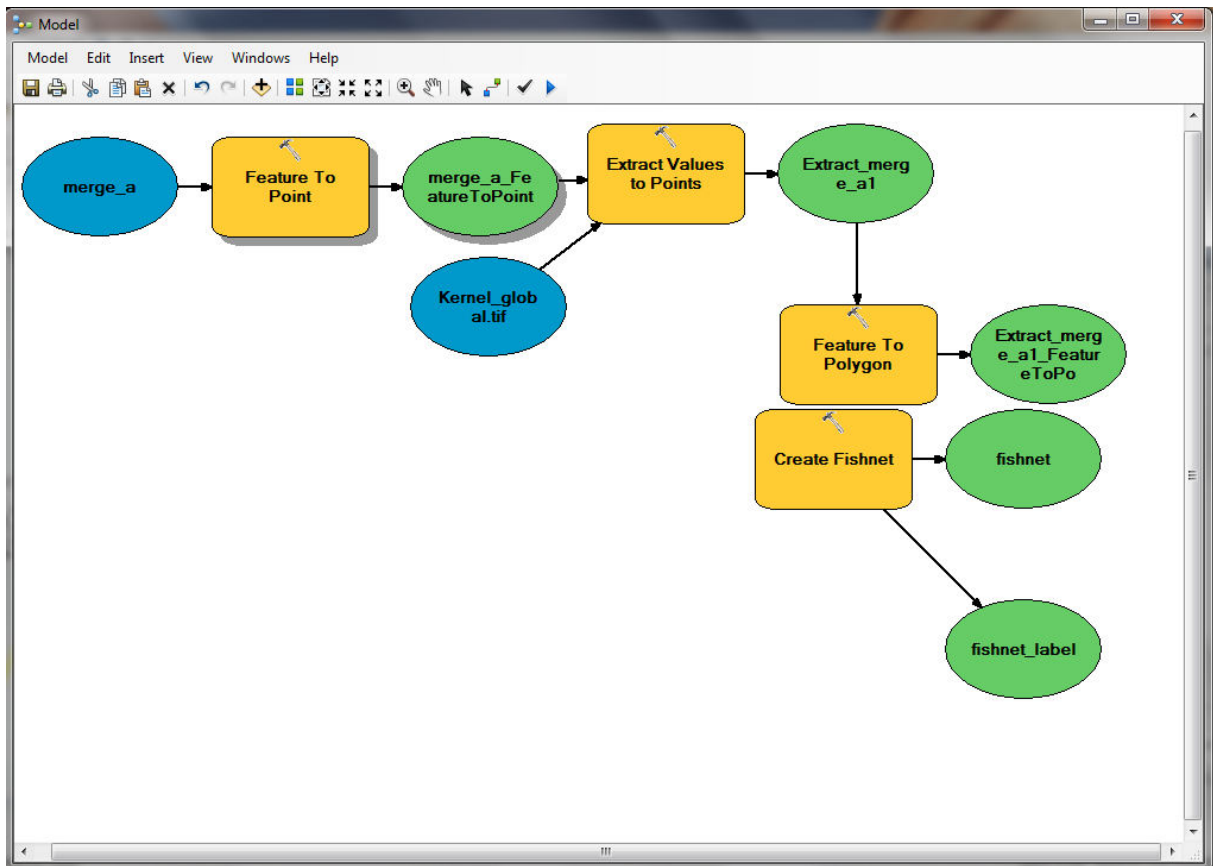 Model
Model Edit Insert View Windows Help
merge_a
Feature To
Point
merge_a_Fe
atureToPoint
Extract Values
to Points
Extract_merg
e_a1
Kernel_glob
al.tif
Feature To
Polygon
Extract_merg
e_a1_Featur
eToPo
Create Fishnet
fishnet
fishnet_label